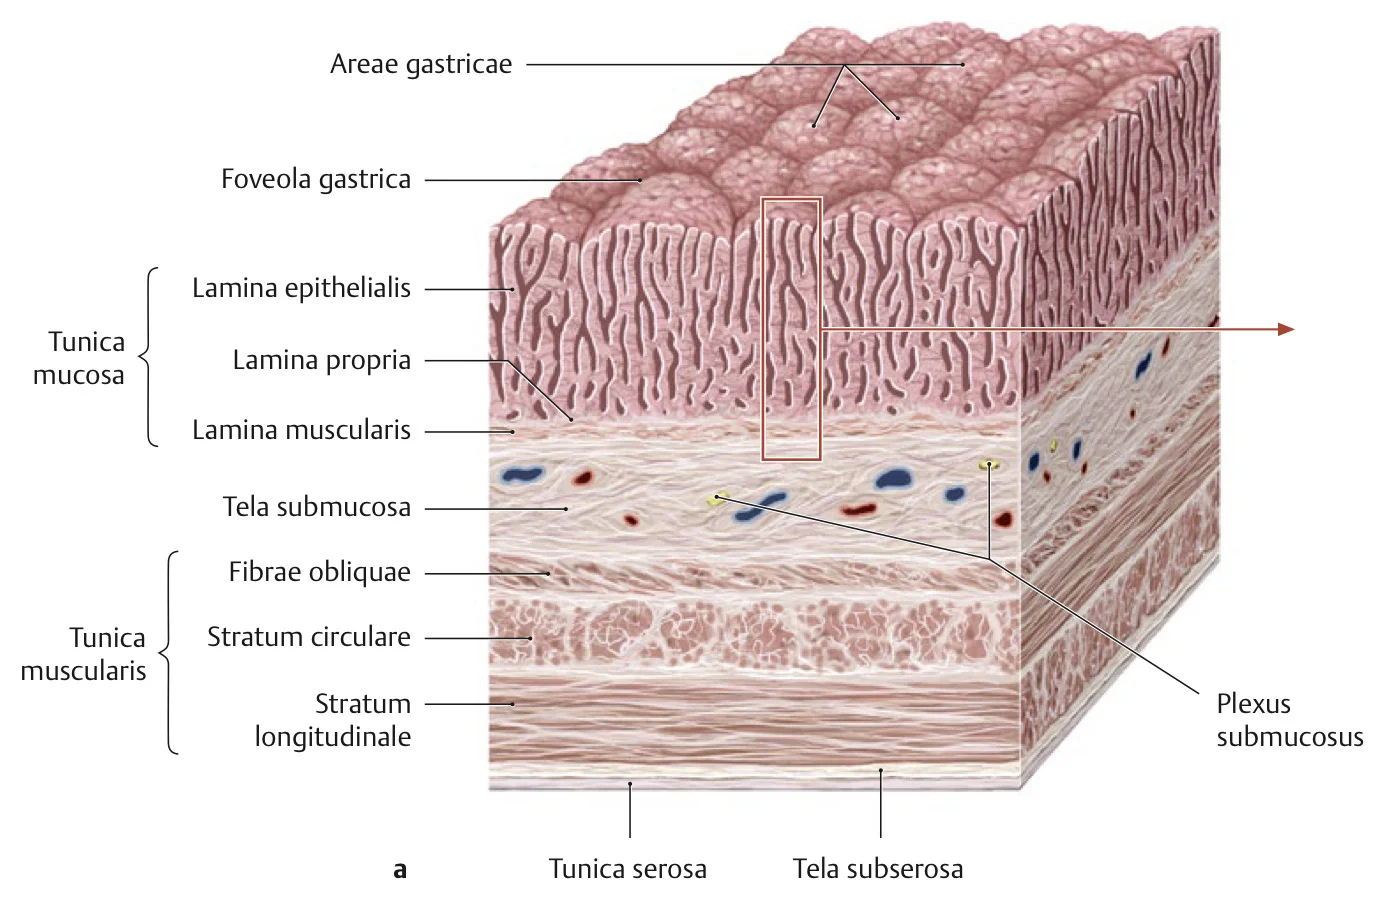 Areae gastricae
Foveola gastrica
Lamina epithelialis
Tunica
mucosa
Lamina propria
Lamina muscularis
Tela submucosa
Fibrae obliquae
Stratum circulare
Tunica
muscularis
Stratum
longitudinale
Plexus
submucosus
a
Tunica serosa
Tela subserosa